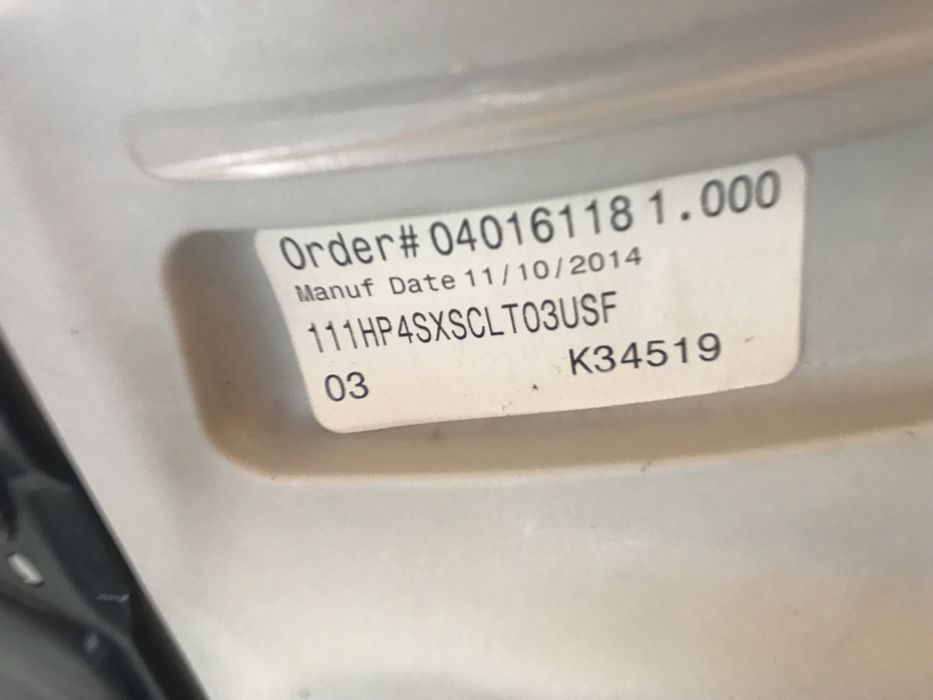 Order# 04016118 1.000
Manuf Date 11/10/2014
111HP4SXSCLT03USF
03 K34519